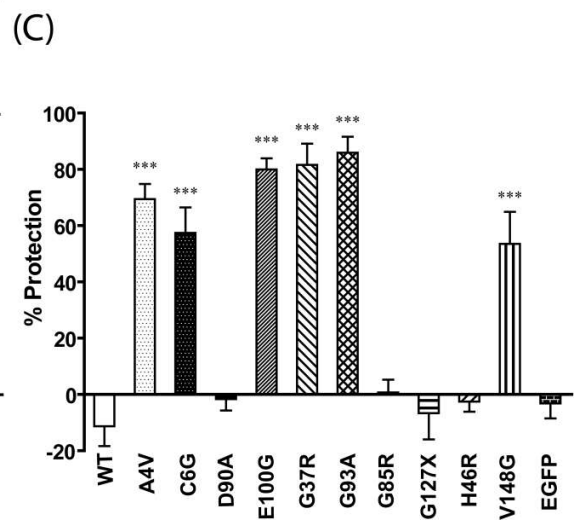 (C)
% Protection
100
80
60
40
20
0
-20
***
***
***
***
***
***
WT
A4V
C6G
D90A
E100G
G37R
G93A
G85R
G127X
H46R
V148G
EGFP